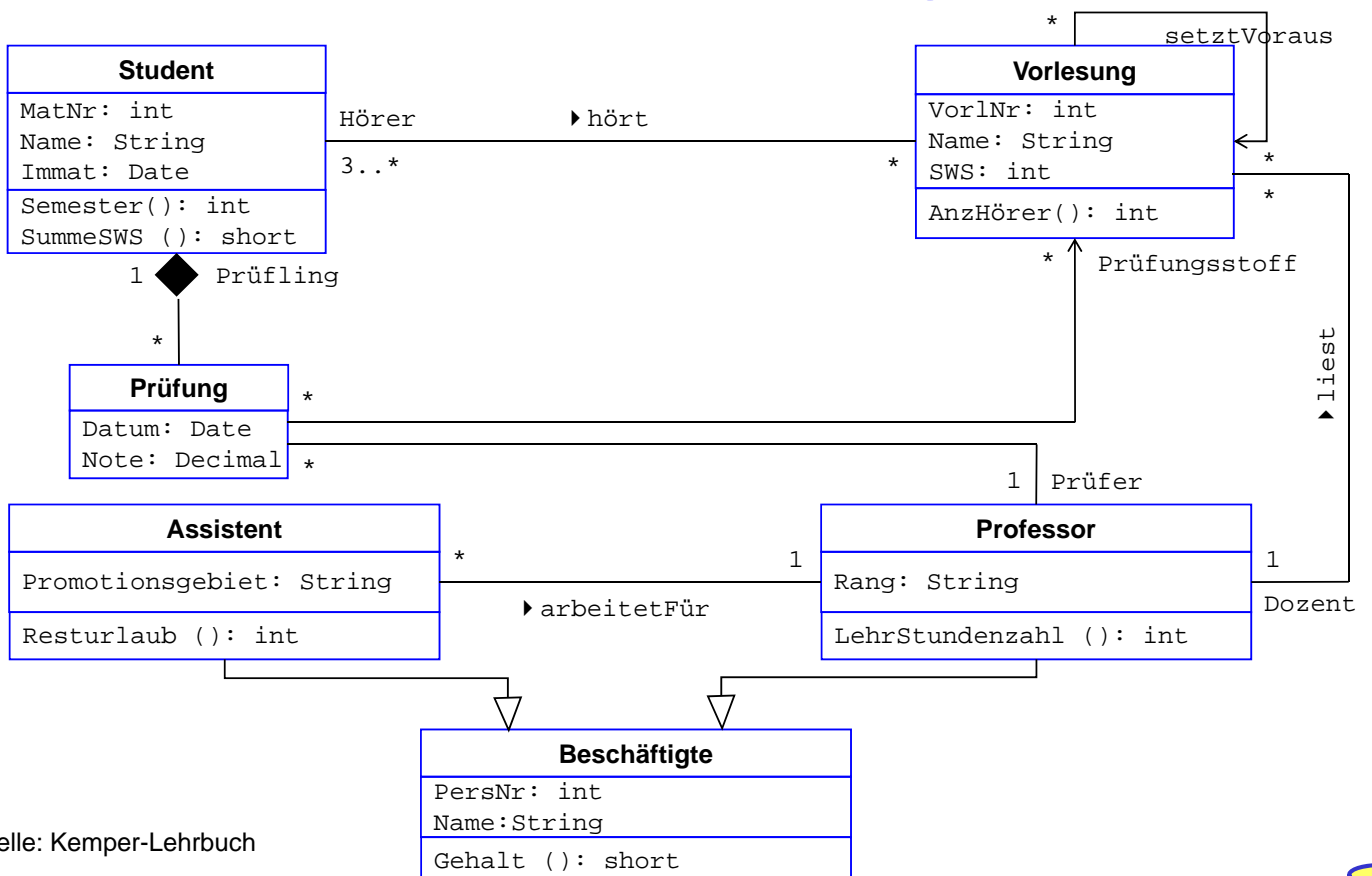 *
setztVoraus
Student
MatNr: int
Name: String
Immat: Date
Semester(): int
SummeSWS (): short
Hörer
hört
3..*
*
Vorlesung
VorlNr: int
Name: String
SWS: int
AnzHörer(): int
*
*
1
Prüfling
*
*
Prüfungsstoff
liest
Prüfung
Datum: Date
Note: Decimal
*
*
1
Prüfer
Assistent
Promotionsgebiet: String
Resturlaub (): int
*
1
arbeitetFür
Professor
Rang: String
LehrStundenzahl (): int
1
Dozent
Beschäftigte
PersNr: int
Name:String
Gehalt (): short
elle: Kemper-Lehrbuch